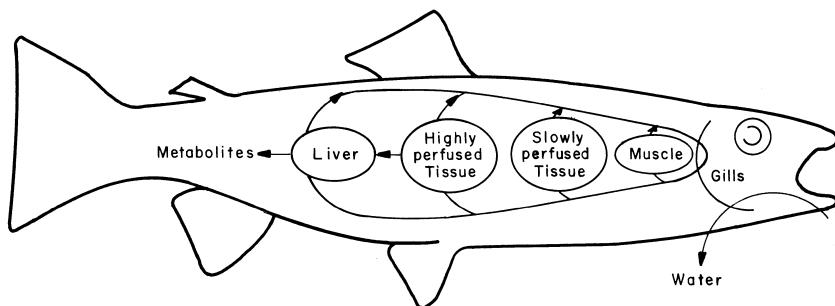 Metabolites
Liver
Highly
perfused
Tissue
Slowly
perfused
Tissue
Muscle
Gills
Water